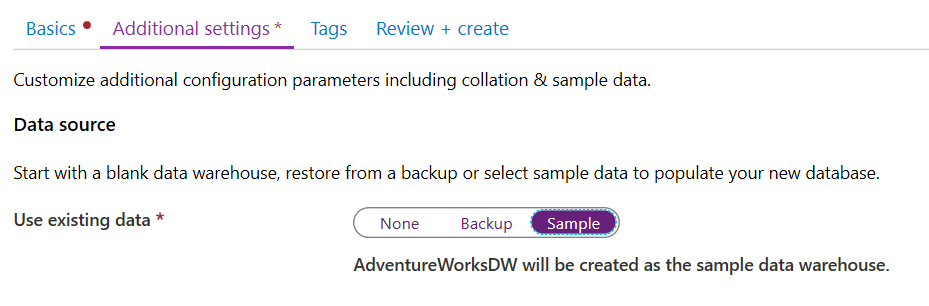 Basics Additional settings * Tags Review + create
Customize additional configuration parameters including collation & sample data.
Data source
Start with a blank data warehouse, restore from a backup or select sample data to populate your new database.
Use existing data * None Backup Sample
AdventureWorksDW will be created as the sample data warehouse.